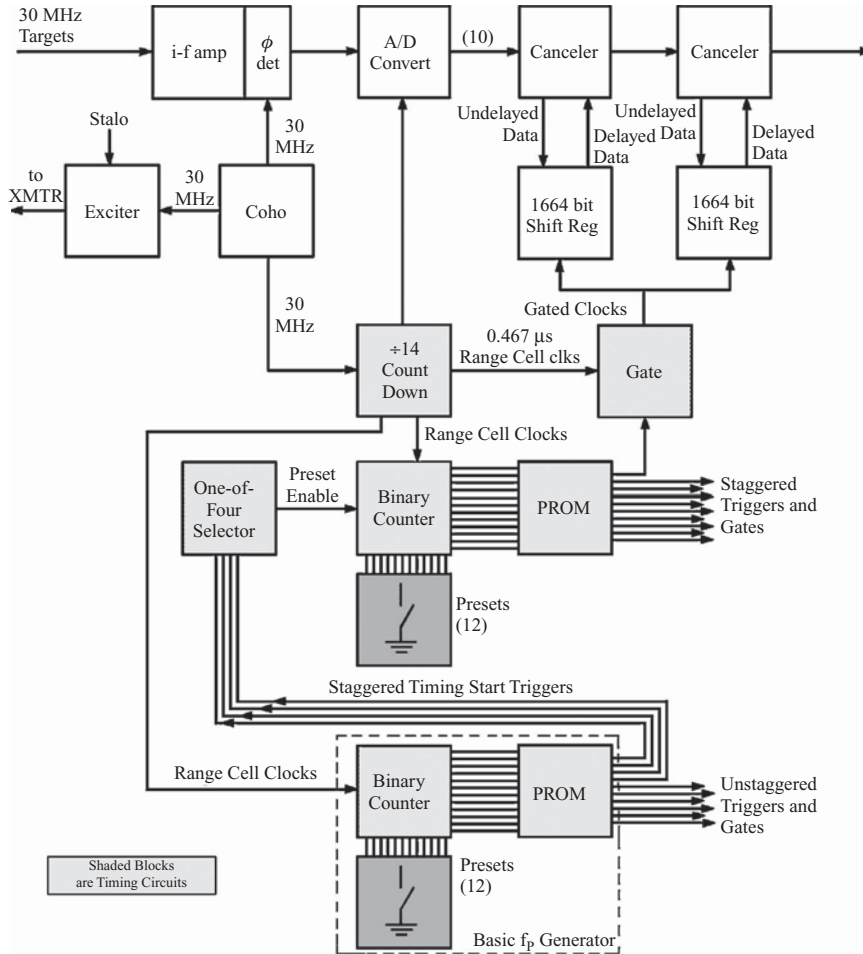 30 MHz
Targets
i-f amp
ϕ
det
A/D
Convert
(10)
Canceler
Canceler
Undelayed
Data
Delayed
Data
Undelayed
Data
Delayed
Data
Stalo
30
MHz
to
XMTR
Exciter
30
MHz
Coho
1664 bit
Shift Reg
1664 bit
Shift Reg
30
MHz
Gated Clocks
÷14
Count
Down
0.467 μs
Range Cell clks
Gate
Range Cell Clocks
One-of-
Four
Selector
Preset
Enable
Binary
Counter
PROM
Staggered
Triggers and
Gates
Presets
(12)
Staggered Timing Start Triggers
Range Cell Clocks
Binary
Counter
PROM
Unstaggered
Triggers and
Gates
Shaded Blocks
are Timing Circuits
Presets
(12)
Basic fP Generator